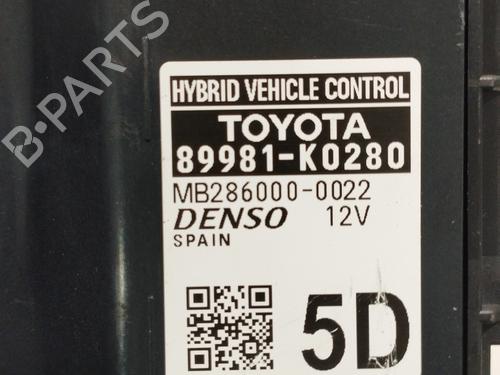 B-PARTS
HYBRID VEHICLE CONTROL
TOYOTA
89981-K0280
MB286000-0022
DENSO 12V
SPAIN
5D